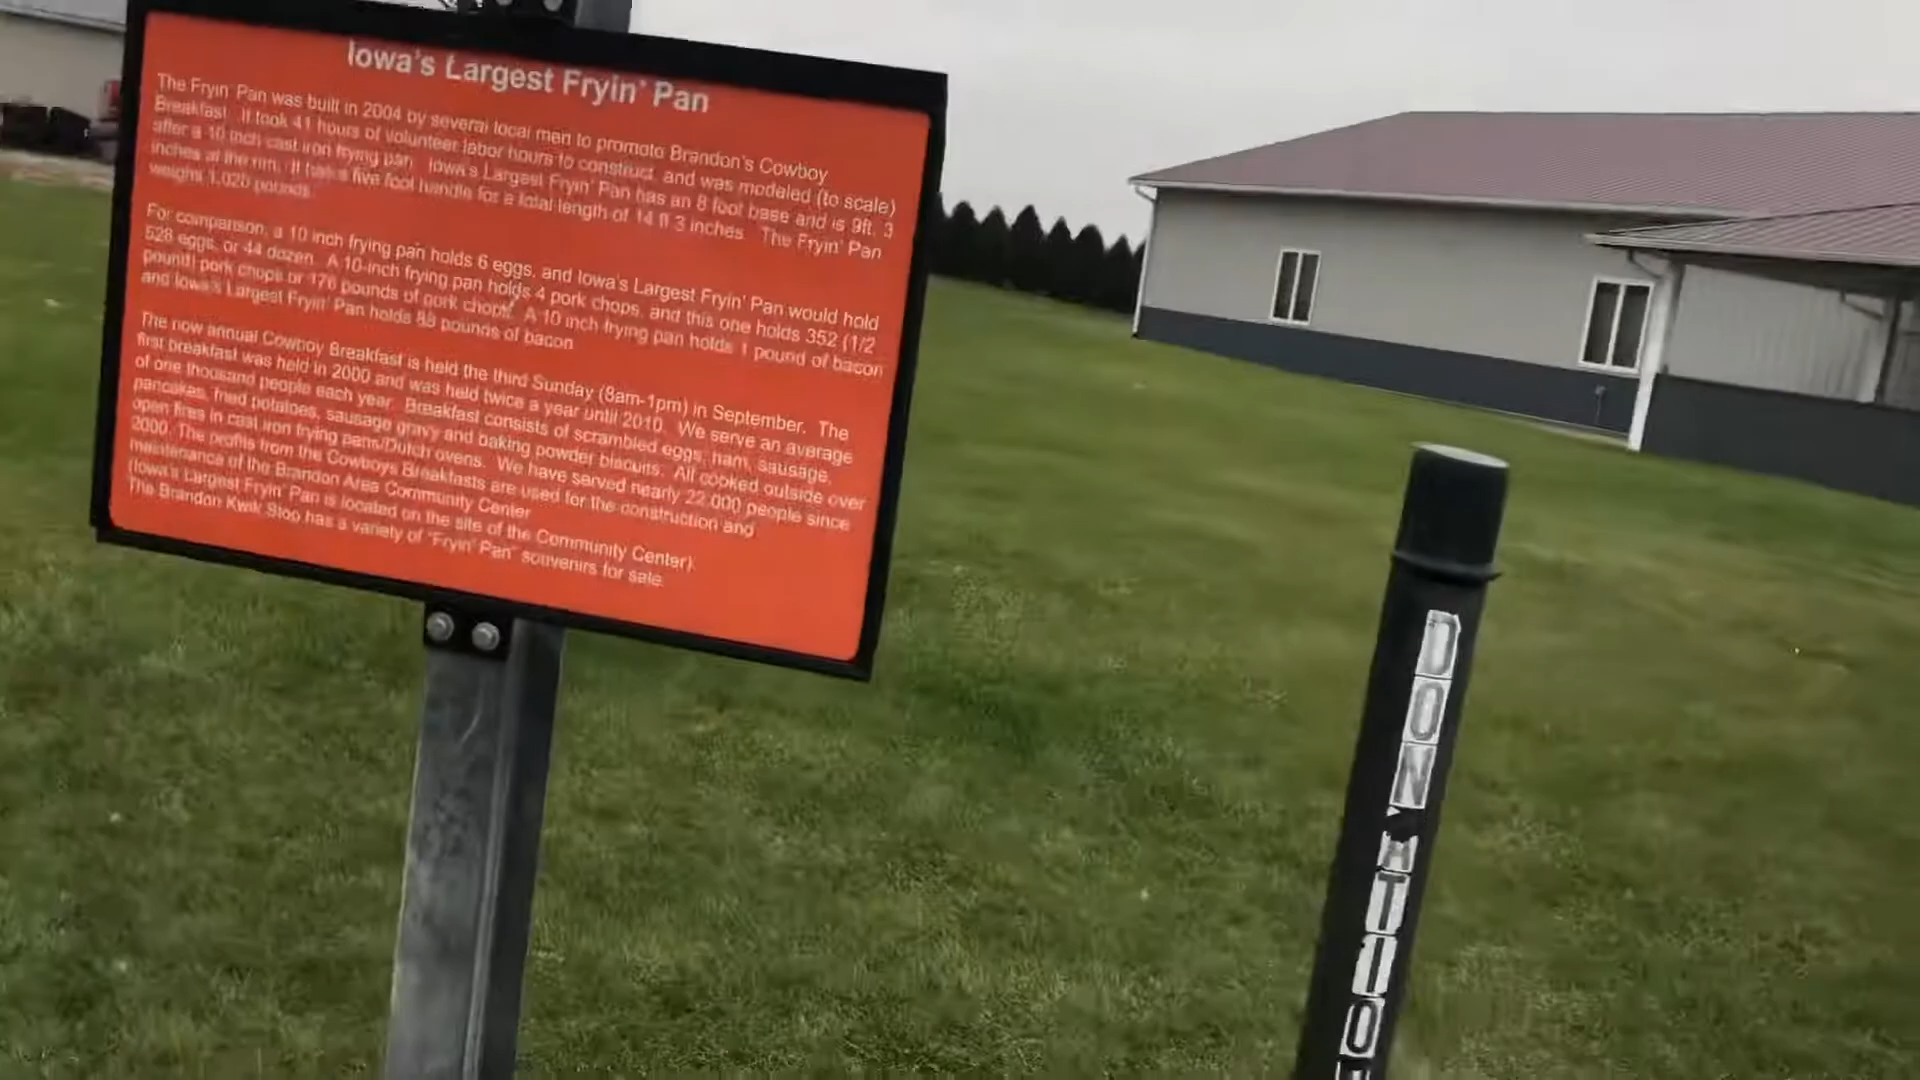 Iowa's Largest Fryin' Pan
The Fryin' Pan was built in 2004 by several local men to promote Brandon's Cowboy
Breakfast. It took 41 hours of volunteer labor hours to construct, and was modeled (to scale)
after a 10 inch cast iron frying pan. Iowa's Largest Fryin' Pan has an 8 foot base and is 9ft. 3
inches at the rim. It has a five foot handle for a total length of 14 ft 3 inches. The Fryin' Pan
weighs 1,020 pounds.
For comparison, a 10 inch frying pan holds 6 eggs, and Iowa's Largest Fryin' Pan would hold
528 eggs, or 44 dozen. A 10-inch frying pan holds 4 pork chops, and this one holds 352 (1/2
pound) pork chops or 176 pounds of pork chops. A 10 inch frying pan holds 1 pound of bacon
and Iowa's Largest Fryin' Pan holds 88 pounds of bacon
The now annual Cowboy Breakfast is held the third Sunday (8am-1pm) in September. The
first breakfast was held in 2000 and was held twice a year until 2010. We serve an average
of one thousand people each year. Breakfast consists of scrambled eggs, ham, sausage,
pancakes, fried potatoes, sausage gravy and baking powder biscuits. All cooked outside over
open fires in cast iron frying pans/Dutch ovens. We have served nearly 22,000 people since
2000. The profits from the Cowboys Breakfasts are used for the construction and
maintenance of the Brandon Area Community Center
(Iowa's Largest Fryin' Pan is located on the site of the Community Center).
The Brandon Kwik Stop has a variety of "Fryin' Pan" souvenirs for sale.
DONATIO